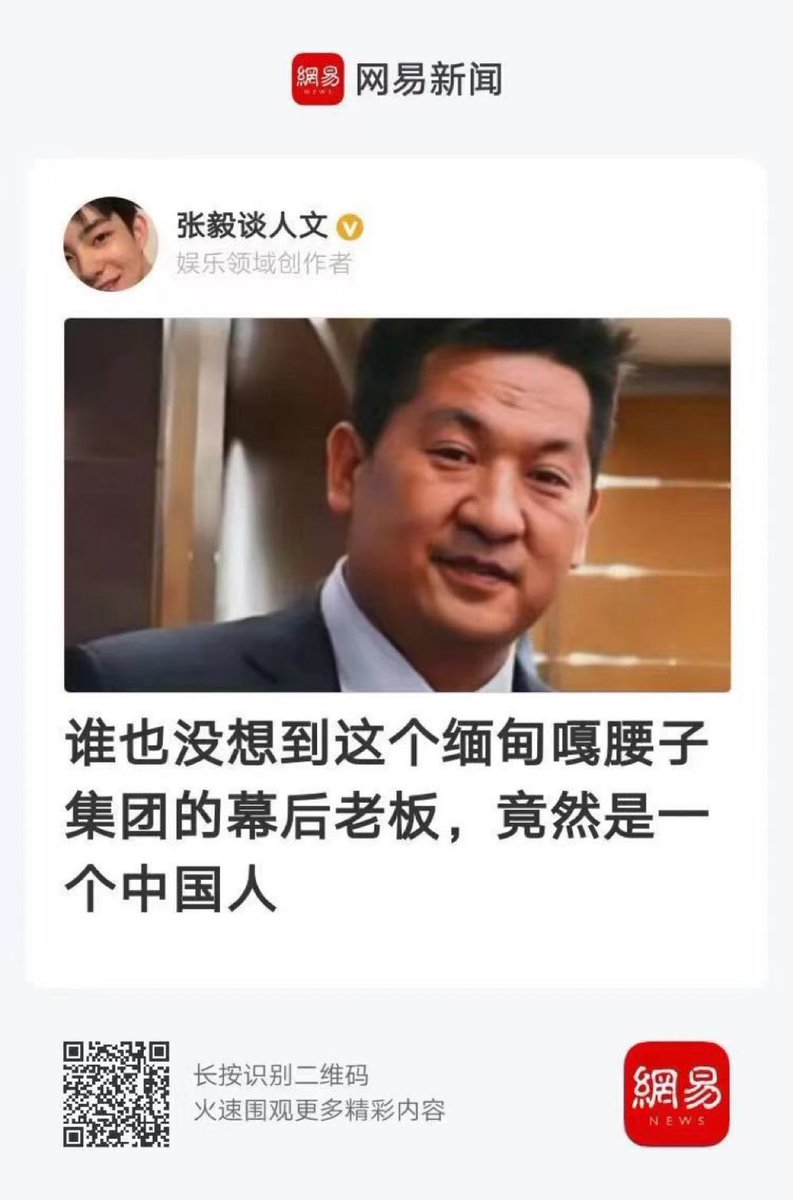 網易
NEWS
网易新闻
张毅谈人文
V
娱乐领域创作者
谁也没想到这个缅甸嘎腰子
集团的幕后老板，竟然是一
个中国人
长按识别二维码
火速围观更多精彩内容
網易
NEWS